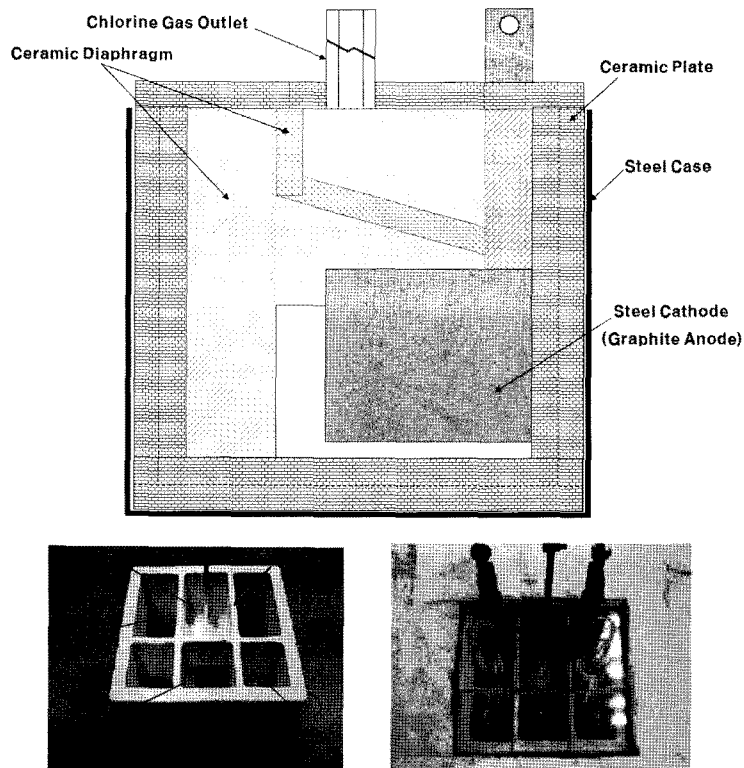 Chlorine Gas Outlet
Ceramic Diaphragm
Ceramic Plate
Steel Case
Steel Cathode
(Graphite Anode)